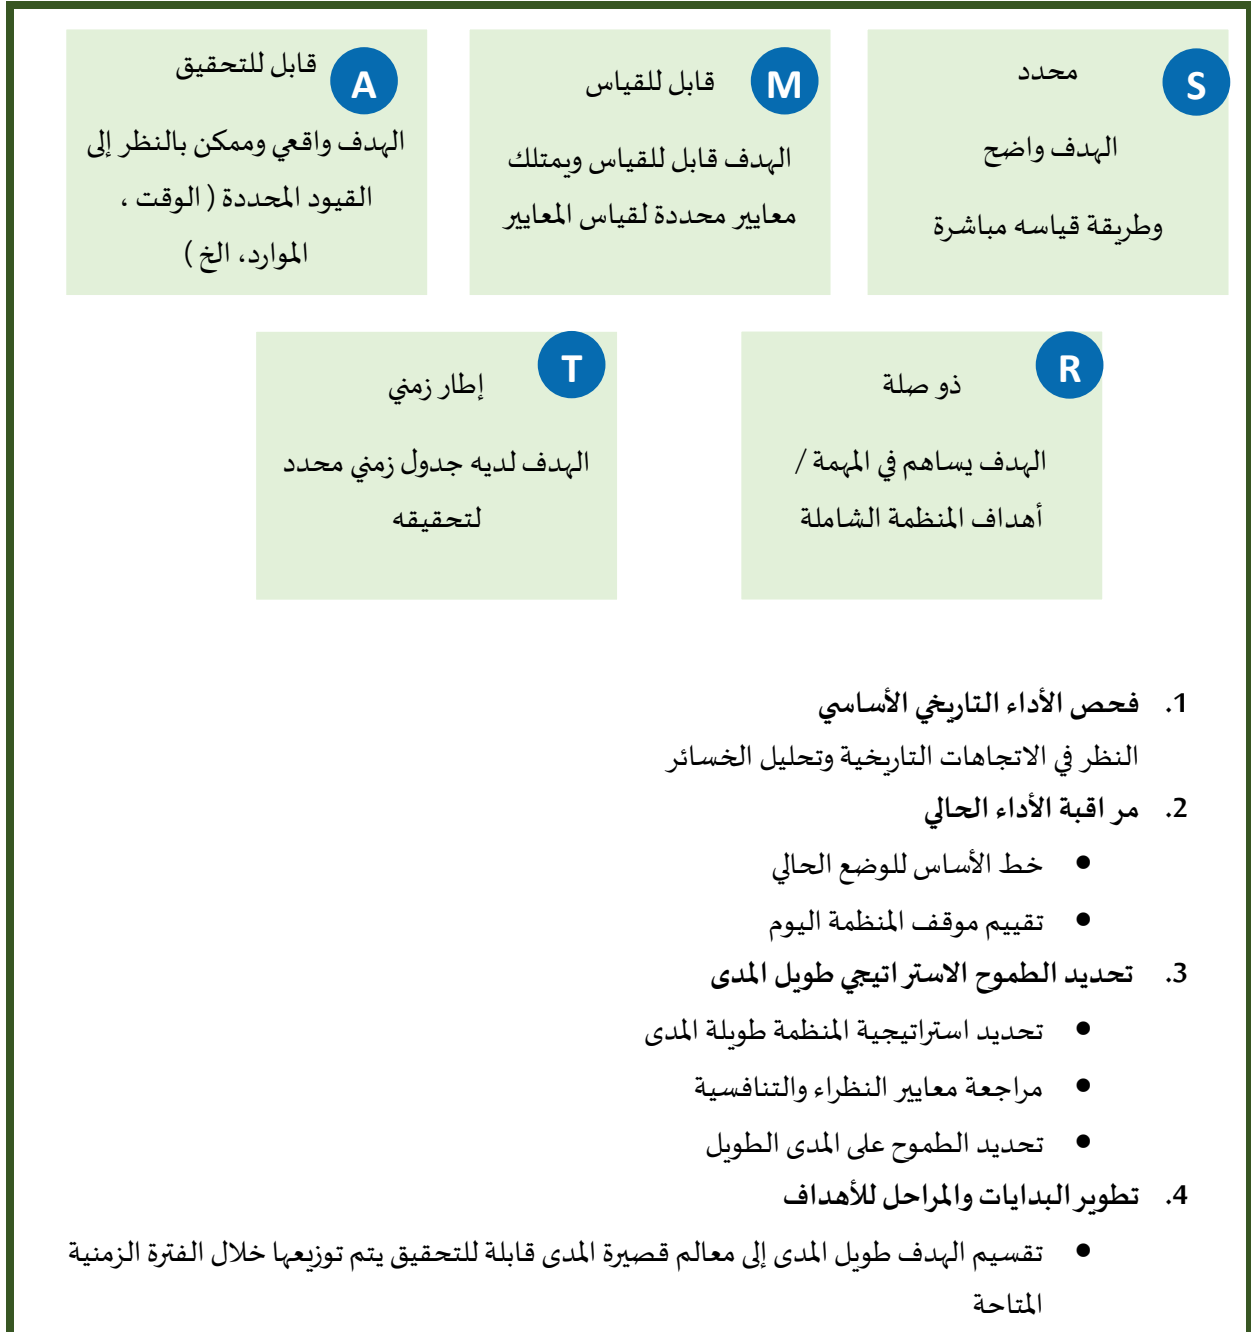 S
محدد
الهدف واضح
وطريقة قياسه مباشرة
M
قابل للقياس
الهدف قابل للقياس ويمتلك
معايير محددة لقياس المعايير
A
قابل للتحقيق
الهدف واقعي وممكن بالنظر إلى
القيود المحددة ( الوقت ،
الموارد، الخ )
R
ذو صلة
الهدف يساهم في المهمة /
أهداف المنظمة الشاملة
T
إطار زمني
الهدف لديه جدول زمني محدد
لتحقيقه
1. فحص الأداء التاريخي الأساسي
النظر في الاتجاهات التاريخية وتحليل الخسائر
2. مراقبة الأداء الحالي
● خط الأساس للوضع الحالي
● تقييم موقف المنظمة اليوم
3. تحديد الطموح الاستراتيجي طويل المدى
● تحديد استراتيجية المنظمة طويلة المدى
● مراجعة معايير النظراء والتنافسية
● تحديد الطموح على المدى الطويل
4. تطوير البدايات والمراحل للأهداف
● تقسيم الهدف طويل المدى إلى معالم قصيرة المدى قابلة للتحقيق يتم توزيعها خلال الفترة الزمنية
المتاحة